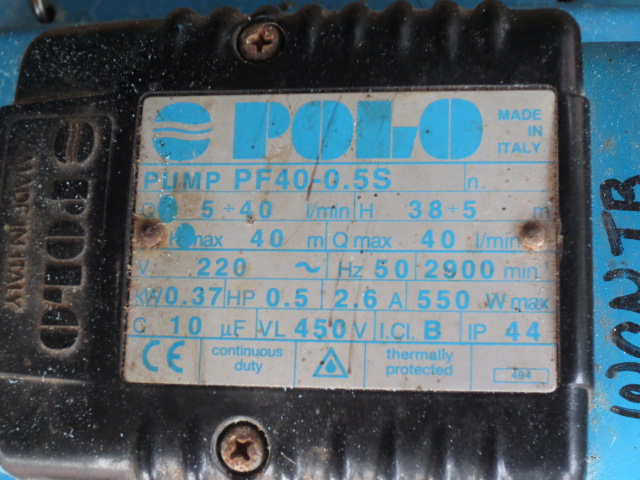 POLO
MADE IN ITALY
PUMP PF40-0.5S n.
5÷40 l/min H 38÷5 m
max 40 m Q max 40 l/min
V. 220 ~ Hz 50 2900 min
kW 0.37 HP 0.5 2.6 A 550 W max
C 10 µF VL 450 V I.Cl. B IP 44
CE continuous duty thermally protected 494
POLO
MADE IN ITALY